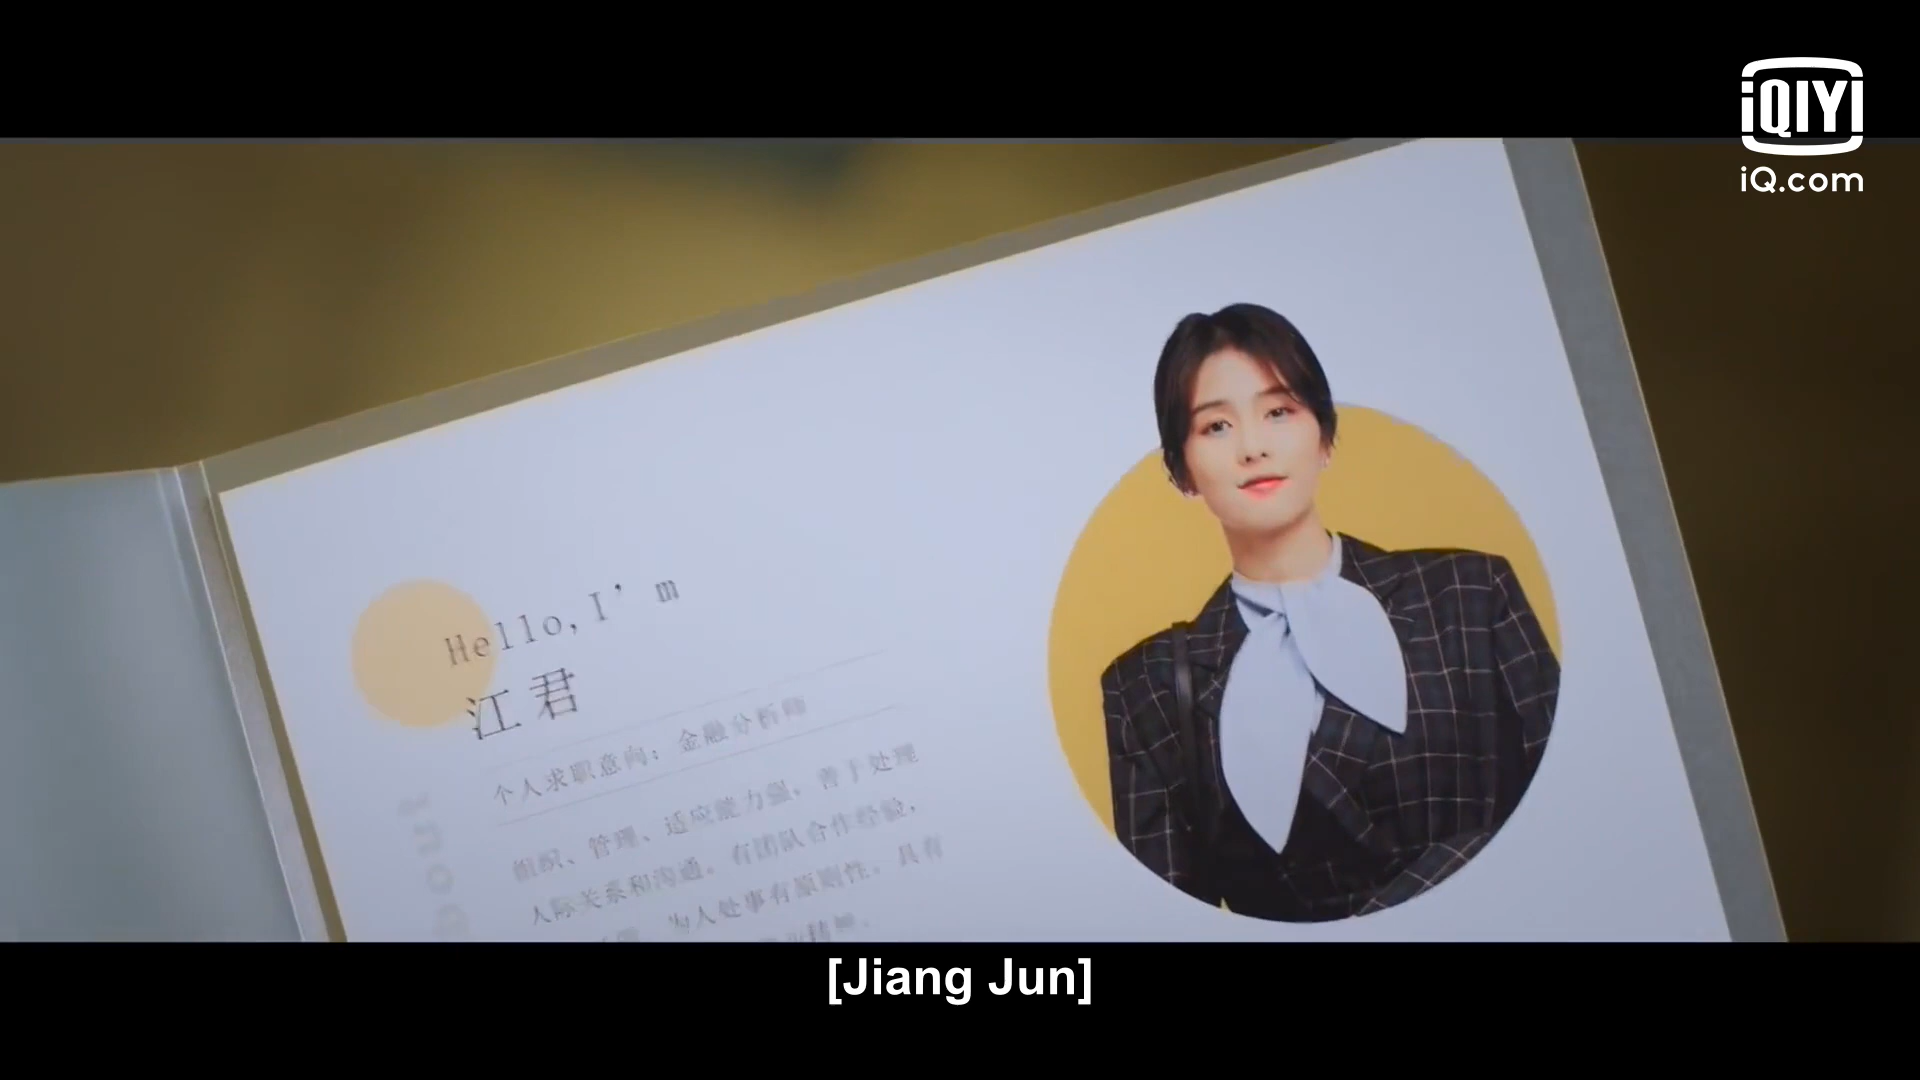 iQIYI
iQ.com
Hello, I'm
江君
个人求职意向：金融分析师
组织、管理、适应能力强，善于处理
人际关系和沟通。有团队合作经验，
为人处事有原则性。具有
[Jiang Jun]